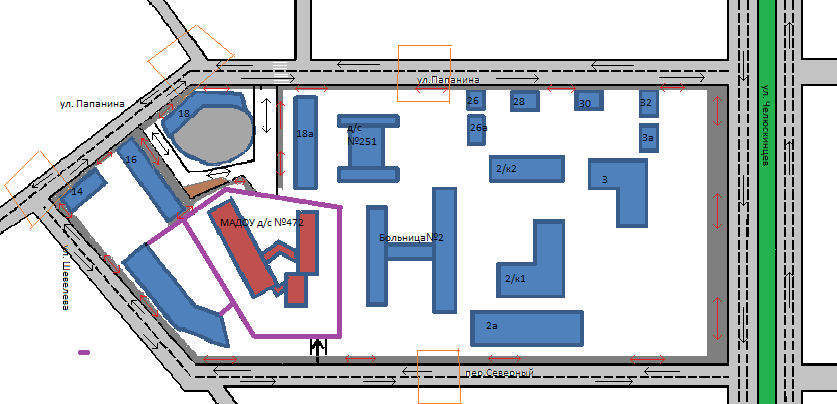 ул.Папанина
ул. Папанина
18
26
28
30
32
18а
д/с
№251
26а
3а
16
2/к2
14
3
МАДОУ д/с №472
Больница№2
ул. Шевелева
ул. Челюскинцев
2/к1
2а
пер.Северный